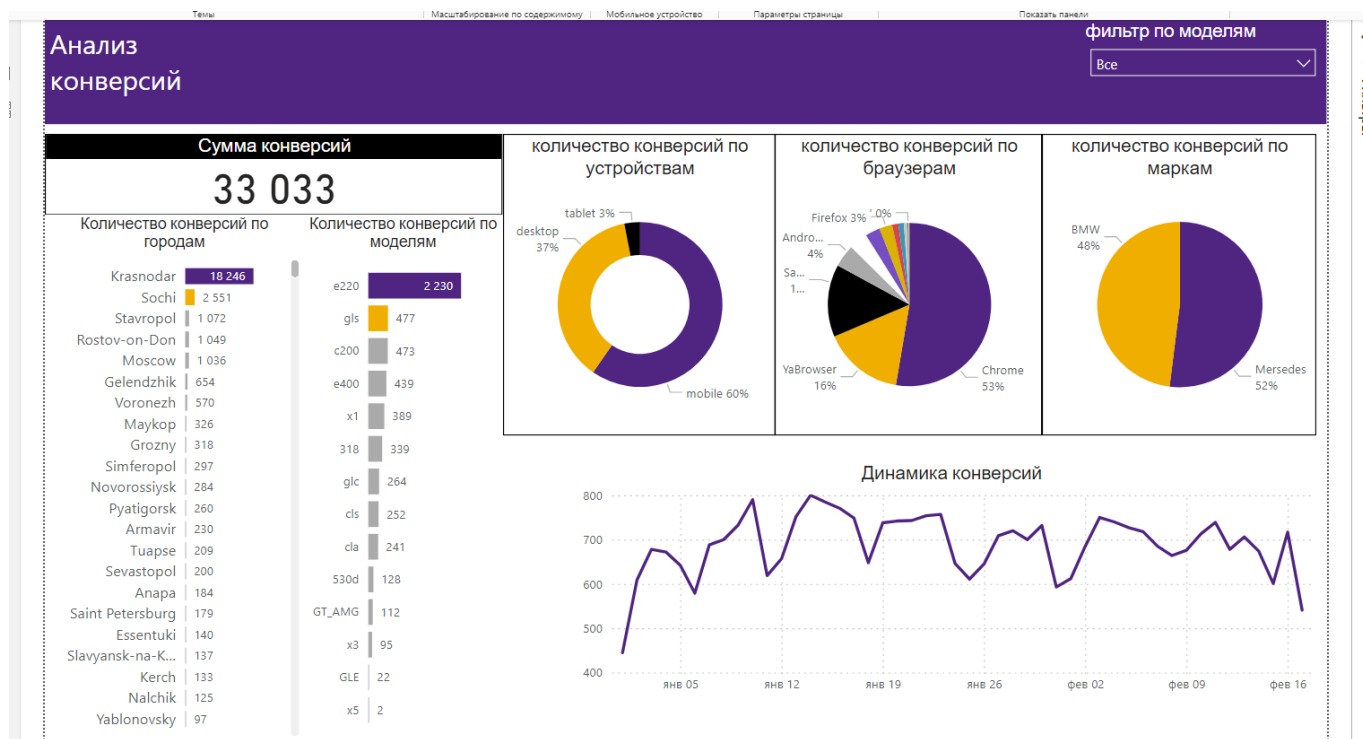 Темы
Масштабирование по содержимому
Мобильное устройство
Параметры страницы
Показать панели
Анализ
конверсий
фильтр по моделям
Все
Сумма конверсий
33 033
Количество конверсий по
городам
Krasnodar 18 246
Sochi 2 551
Stavropol 1 072
Rostov-on-Don 1 049
Moscow 1 036
Gelendzhik 654
Voronezh 570
Maykop 326
Grozny 318
Simferopol 297
Novorossiysk 284
Pyatigorsk 260
Armavir 230
Tuapse 209
Sevastopol 200
Anapa 184
Saint Petersburg 179
Essentuki 140
Slavyansk-na-K... 137
Kerch 133
Nalchik 125
Yablonovsky 97
Количество конверсий по
моделям
e220 2 230
gls 477
c200 473
e400 439
x1 389
318 339
glc 264
cls 252
cla 241
530d 128
GT_AMG 112
x3 95
GLE 22
x5 2
количество конверсий по
устройствам
tablet 3%
desktop
37%
mobile 60%
количество конверсий по
браузерам
Firefox 3%
0%
Andro...
4%
Sa...
1...
YaBrowser
16%
Chrome
53%
количество конверсий по
маркам
BMW
48%
Mersedes
52%
Динамика конверсий
800
700
600
500
400
янв 05
янв 12
янв 19
янв 26
фев 02
фев 09
фев 16